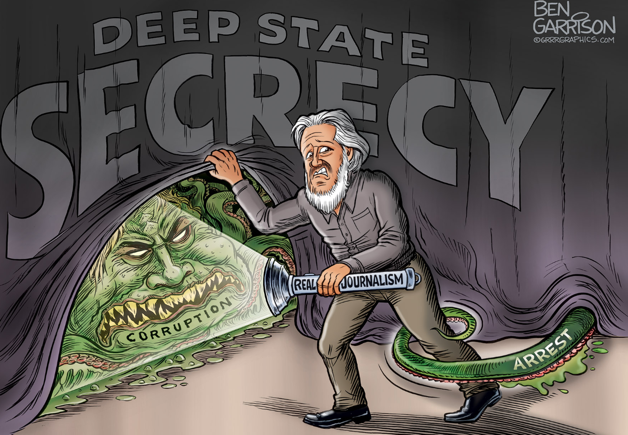 BEN
GARRISON
©GRRRGRAPHICS.COM
DEEP STATE
SECRECY
REAL JOURNALISM
CORRUPTION
ARREST